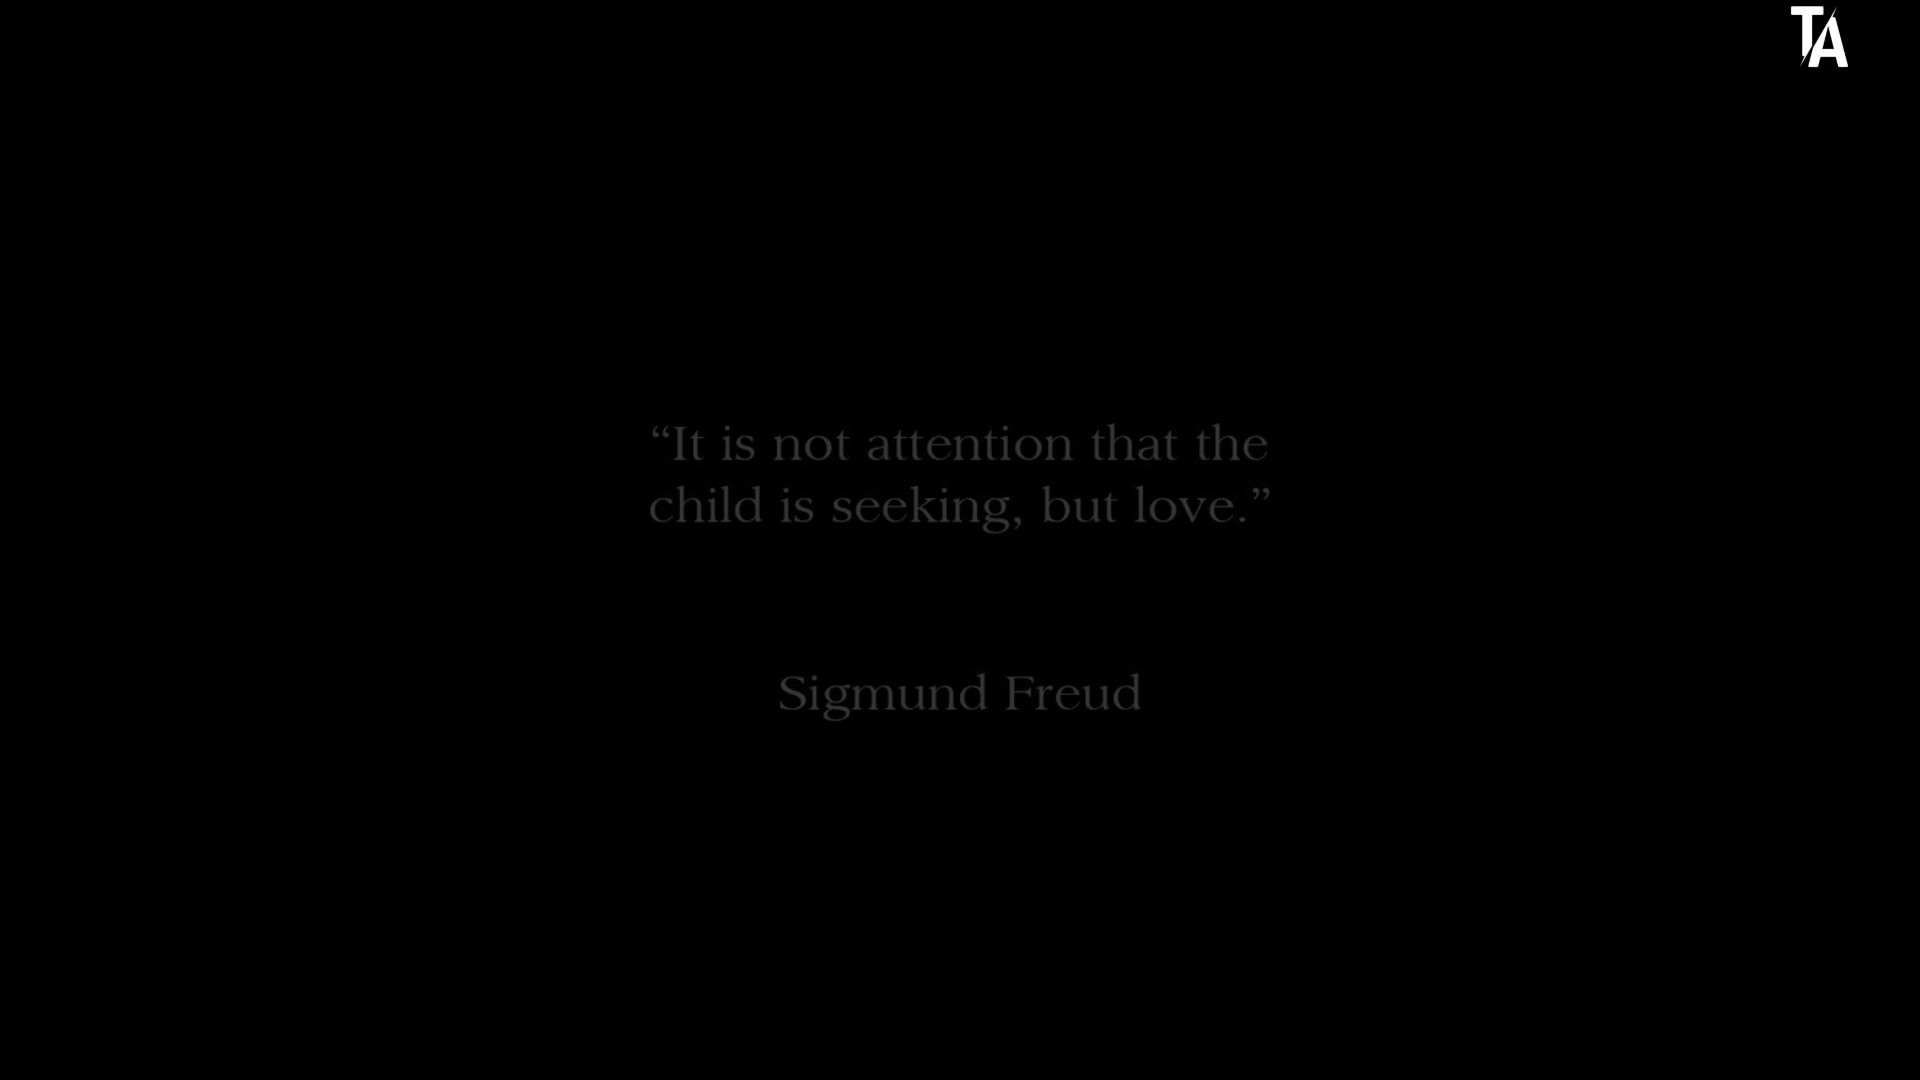 TA
“It is not attention that the
child is seeking, but love.”
Sigmund Freud